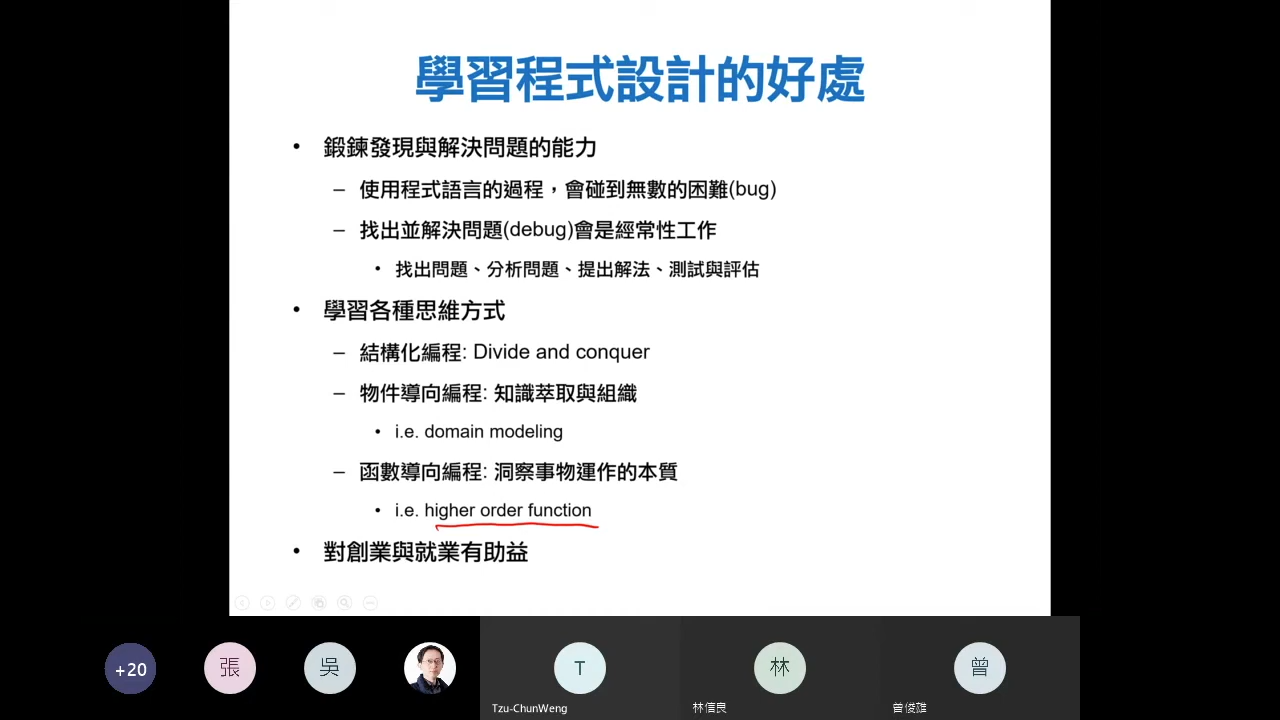 學習程式設計的好處
• 鍛鍊發現與解決問題的能力
– 使用程式語言的過程，會碰到無數的困難(bug)
– 找出並解決問題(debug)會是經常性工作
• 找出問題、分析問題、提出解法、測試與評估
• 學習各種思維方式
– 結構化編程: Divide and conquer
– 物件導向編程: 知識萃取與組織
• i.e. domain modeling
– 函數導向編程: 洞察事物運作的本質
• i.e. higher order function
• 對創業與就業有助益
+20 張 吳 T 林 曾
Tzu-ChunWeng 林信良 曾俊雄